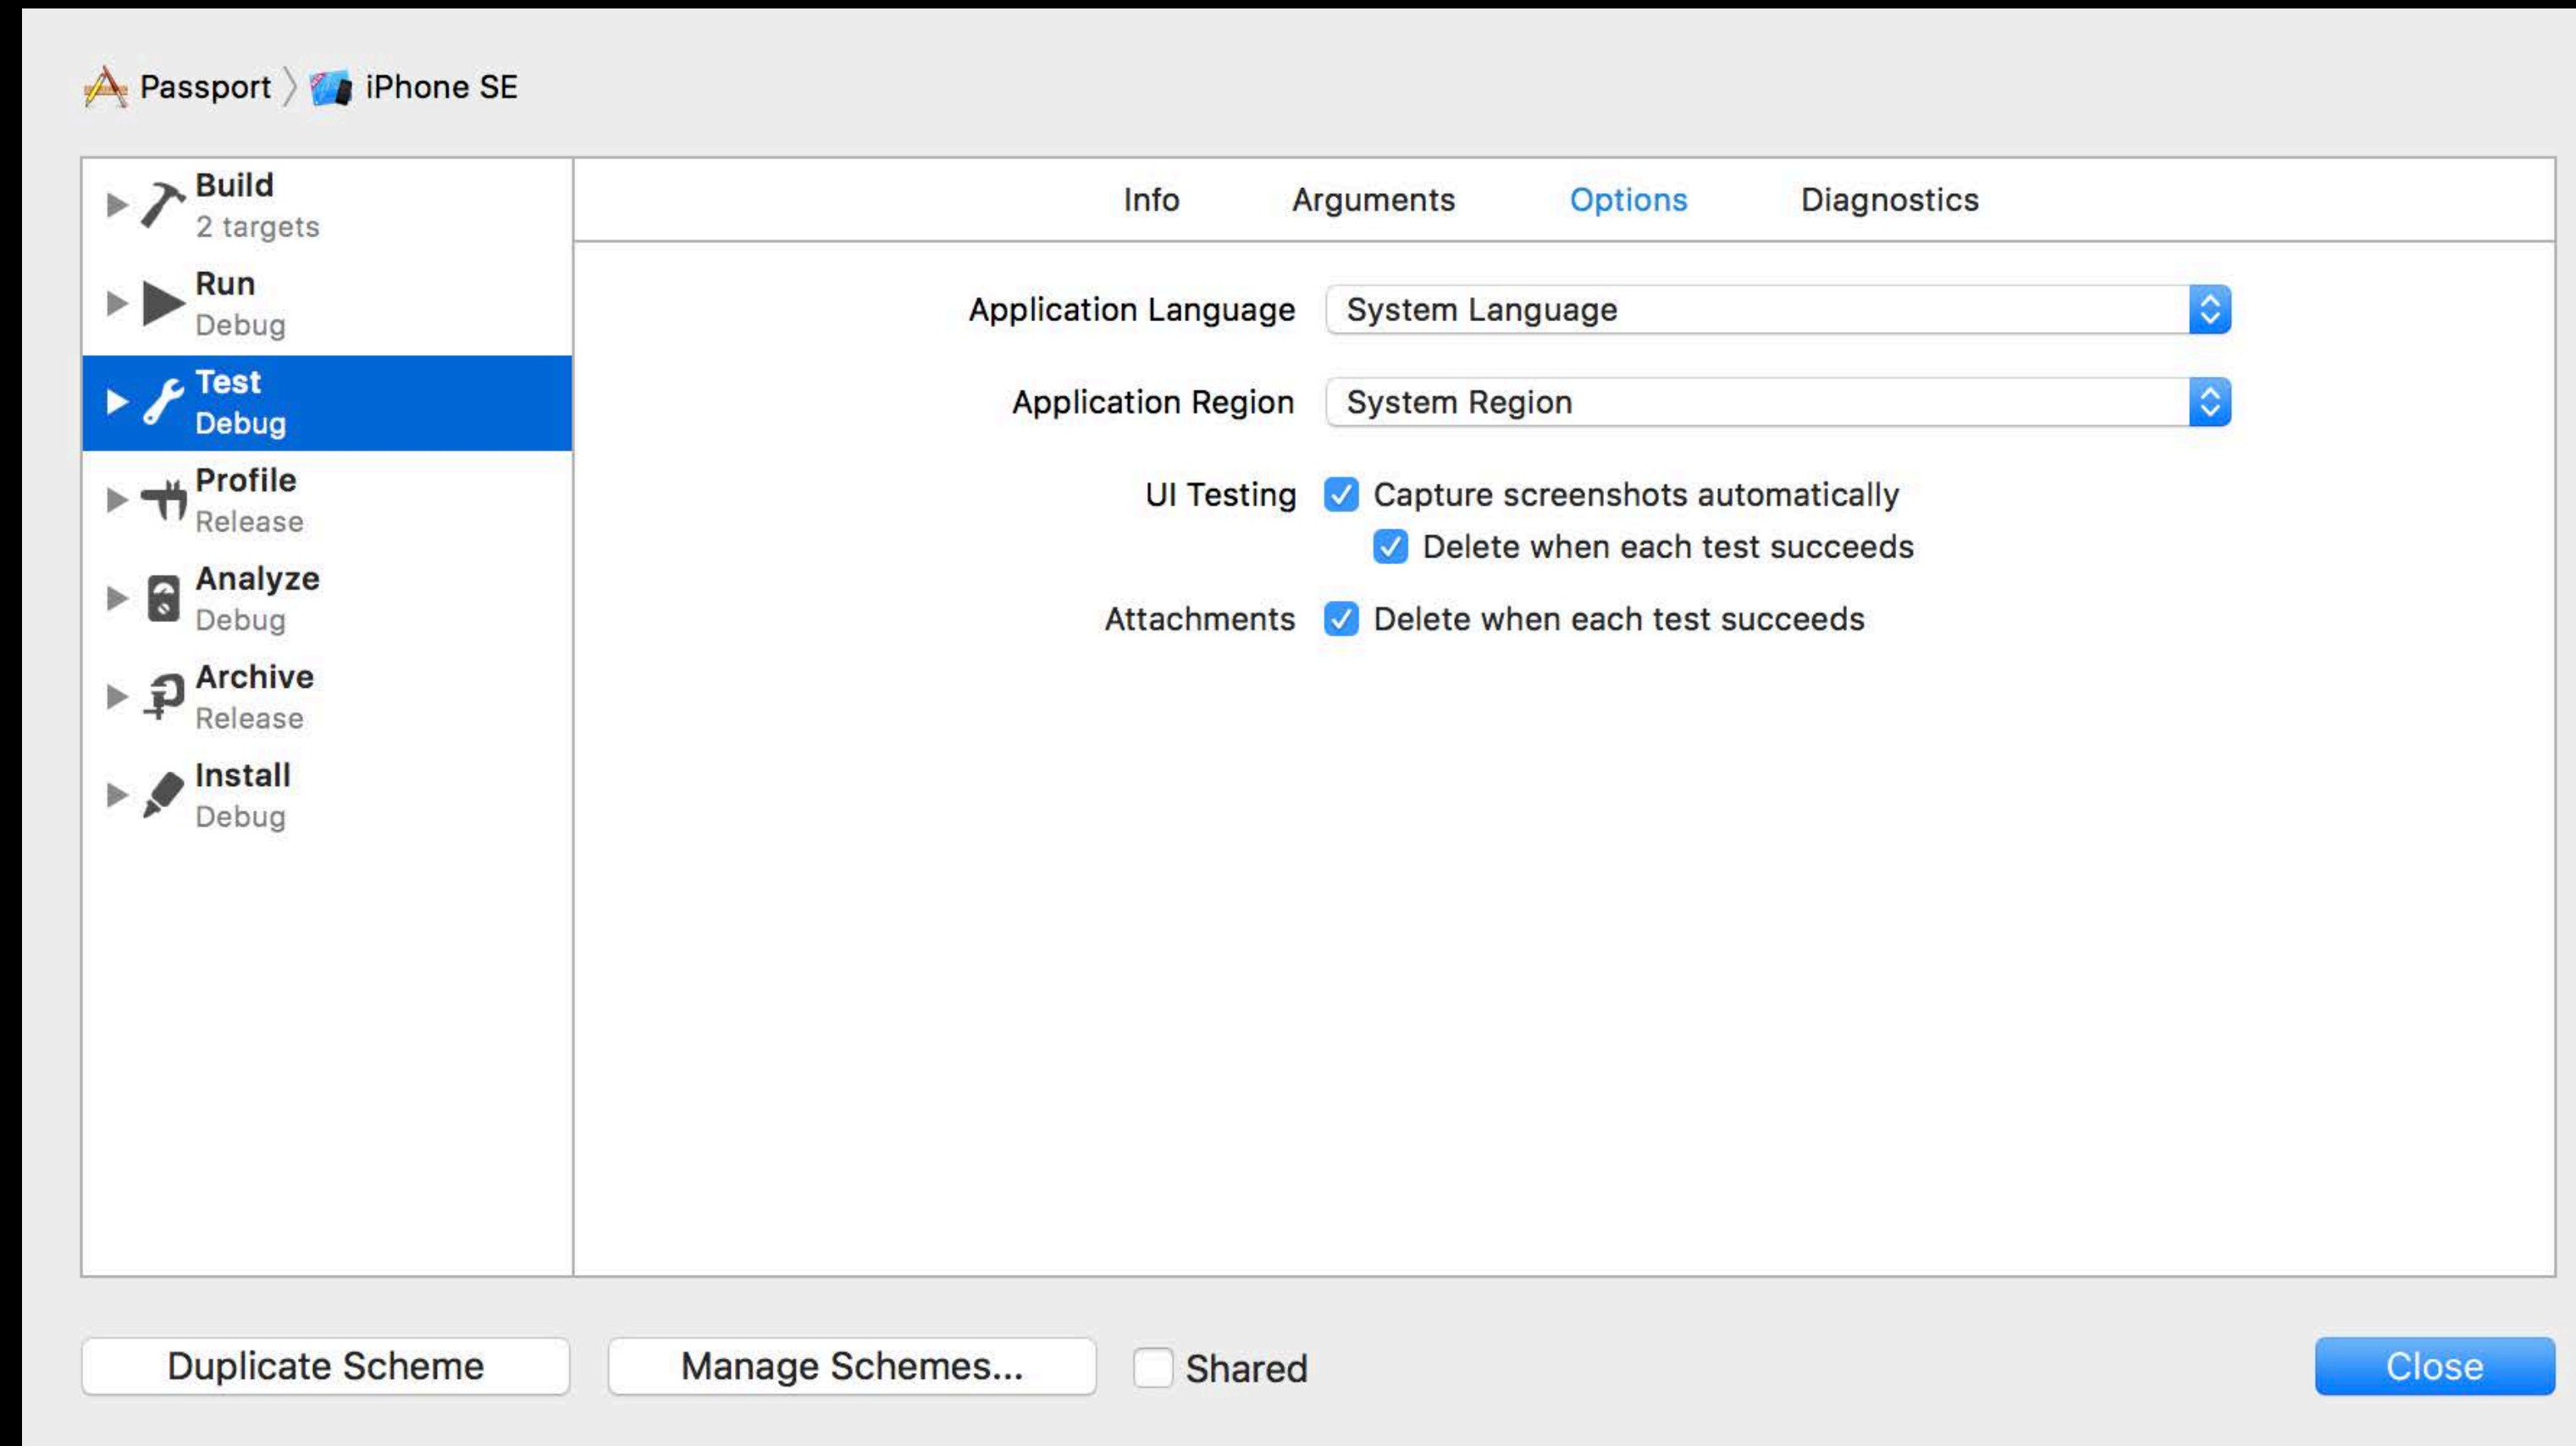 Passport iPhone SE
Build
2 targets
Run
Debug
Test
Debug
Profile
Release
Analyze
Debug
Archive
Release
Install
Debug
Info Arguments Options Diagnostics
Application Language System Language
Application Region System Region
UI Testing Capture screenshots automatically
Delete when each test succeeds
Attachments Delete when each test succeeds
Duplicate Scheme Manage Schemes... Shared Close